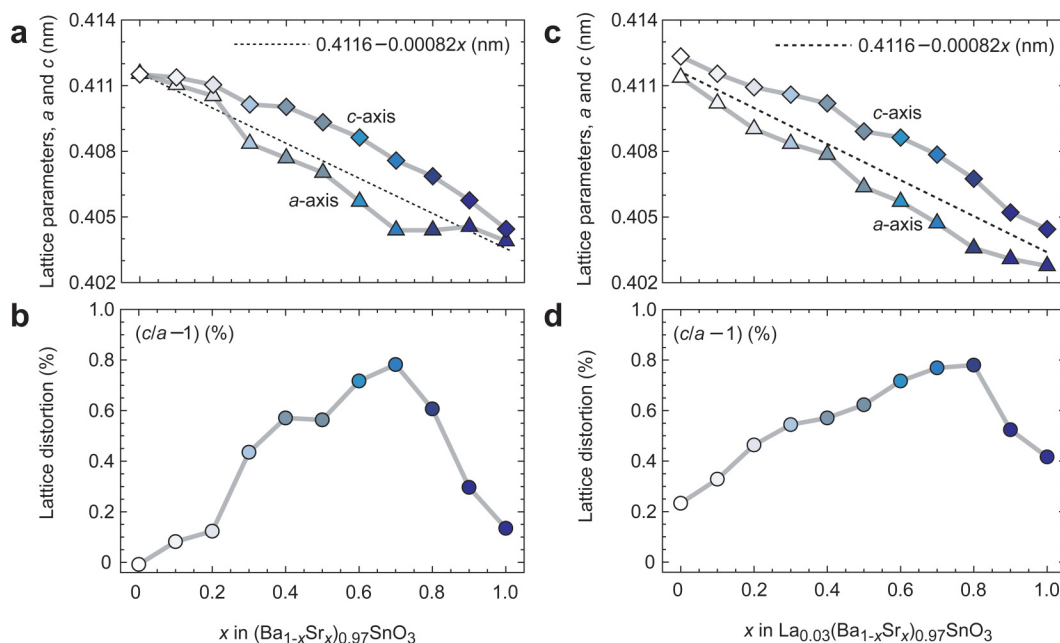 a
Lattice parameters, a and c (nm)
0.414
0.411
0.408
0.405
0.402
0.4116−0.00082x (nm)
c-axis
a-axis
b
Lattice distortion (%)
1.0
0.8
0.6
0.4
0.2
0
(c/a−1) (%)
0 0.2 0.4 0.6 0.8 1.0
x in (Ba1-xSrx)0.97SnO3
c
Lattice parameters, a and c (nm)
0.414
0.411
0.408
0.405
0.402
0.4116−0.00082x (nm)
c-axis
a-axis
d
Lattice distortion (%)
1.0
0.8
0.6
0.4
0.2
0
(c/a−1) (%)
0 0.2 0.4 0.6 0.8 1.0
x in La0.03(Ba1-xSrx)0.97SnO3